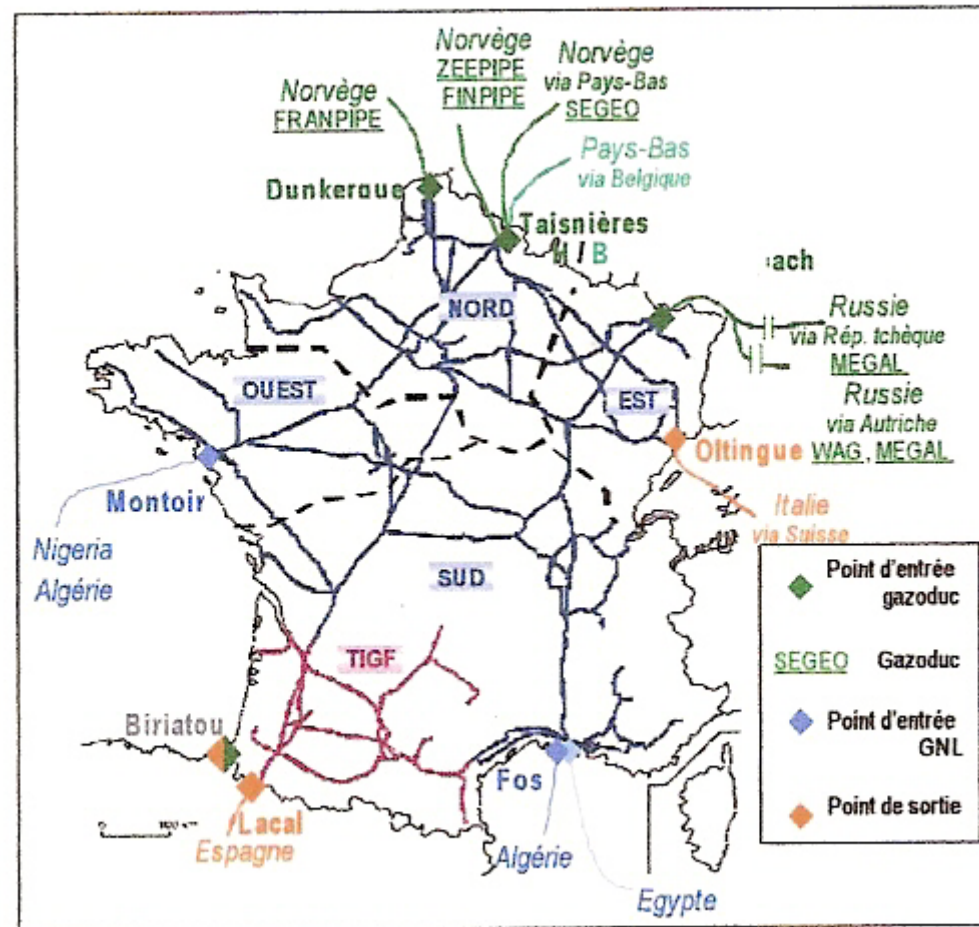 Norvège
ZEEPIPE
FINPIPE
Norvège
via Pays-Bas
SEGEO
Norvège
FRANPIPE
Pays-Bas
via Belgique
Dunkerque
Taisnières
H / B
ach
NORD
Russie
via Rép. tchèque
MEGAL
OUEST
EST
Russie
via Autriche
WAG, MEGAL
Oltingue
Montoir
Italie
via Suisse
Nigeria
Algérie
SUD
TIGF
Point d'entrée
gazoduc
SEGEO Gazoduc
Point d'entrée
GNL
Point de sortie
Biriatou
Fos
Lacal
Espagne
Algérie
Egypte